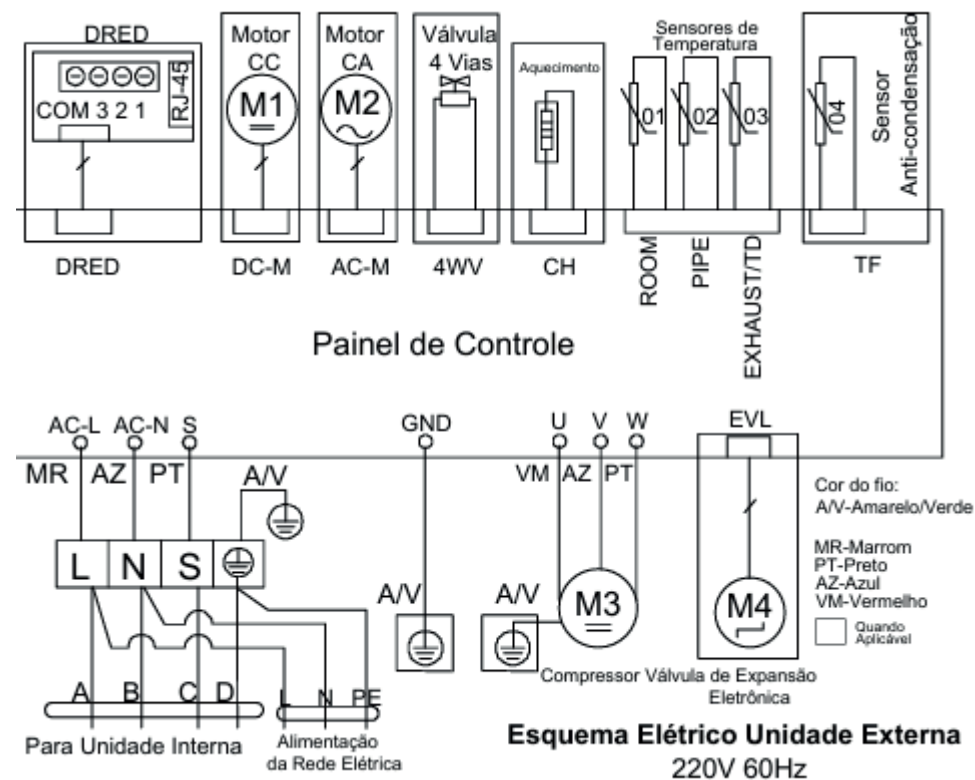 DRED
COM 3 2 1
RJ-45
DRED
Motor
CC
M1
DC-M
Motor
CA
M2
AC-M
Válvula
4 Vias
4WV
Aquecimento
CH
Sensores de
Temperatura
01
02
03
ROOM
PIPE
EXHAUST/TD
04
Sensor
Anti-condensação
TF
Painel de Controle
AC-L AC-N S
GND
U V W
EVL
MR AZ PT
A/V
VM AZ PT
L N S
A/V
A/V
M3
M4
Cor do fio:
A/V-Amarelo/Verde
MR-Marrom
PT-Preto
AZ-Azul
VM-Vermelho
Quando
Aplicável
Compressor
Válvula de Expansão
Eletrônica
A B C D
L N PE
Para Unidade Interna
Alimentação
da Rede Elétrica
Esquema Elétrico Unidade Externa
220V 60Hz